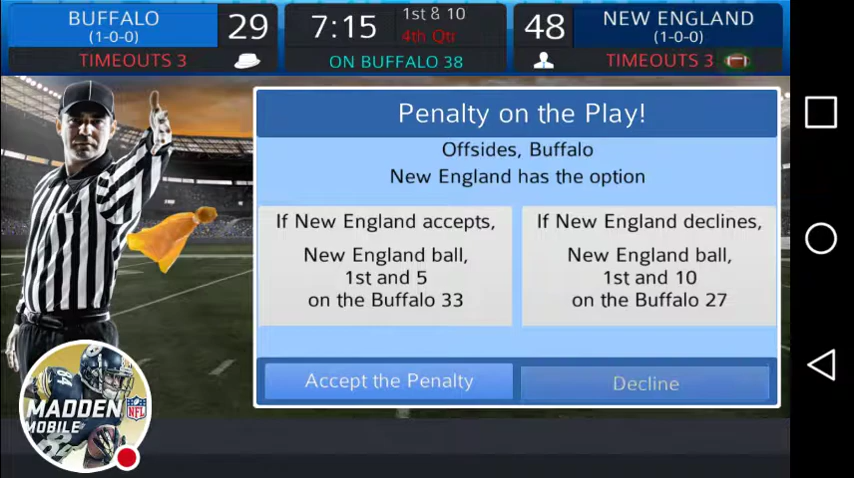 BUFFALO
(1-0-0)
29
TIMEOUTS 3
7:15
1st & 10
4th Qtr
ON BUFFALO 38
48
NEW ENGLAND
(1-0-0)
TIMEOUTS 3
Penalty on the Play!
Offsides, Buffalo
New England has the option
If New England accepts,
New England ball,
1st and 5
on the Buffalo 33
If New England declines,
New England ball,
1st and 10
on the Buffalo 27
Accept the Penalty
Decline
84
MADDEN
NFL
MOBILE
84